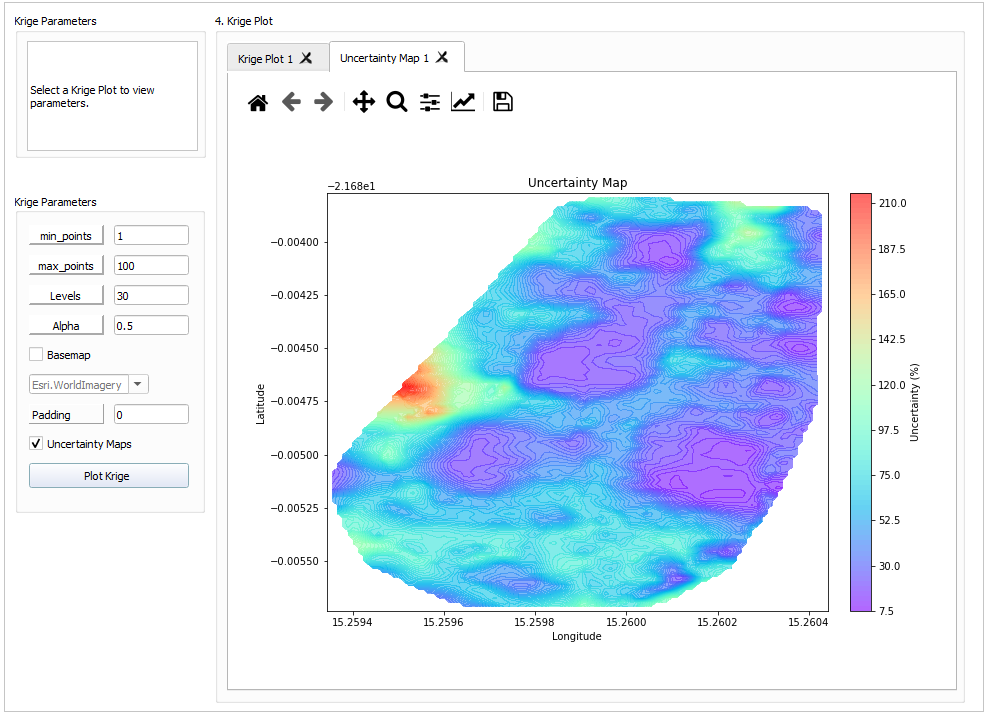 Krige Parameters
Select a Krige Plot to view
parameters.
Krige Parameters
min_points 1
max_points 100
Levels 30
Alpha 0.5
Basemap
Esri.WorldImagery
Padding 0
Uncertainty Maps
Plot Krige
4. Krige Plot
Krige Plot 1
Uncertainty Map 1
Uncertainty Map
−2.168e1
−0.00400
−0.00425
−0.00450
−0.00475
−0.00500
−0.00525
−0.00550
Latitude
15.2594 15.2596 15.2598 15.2600 15.2602 15.2604
Longitude
210.0
187.5
165.0
142.5
120.0
97.5
75.0
52.5
30.0
7.5
Uncertainty (%)